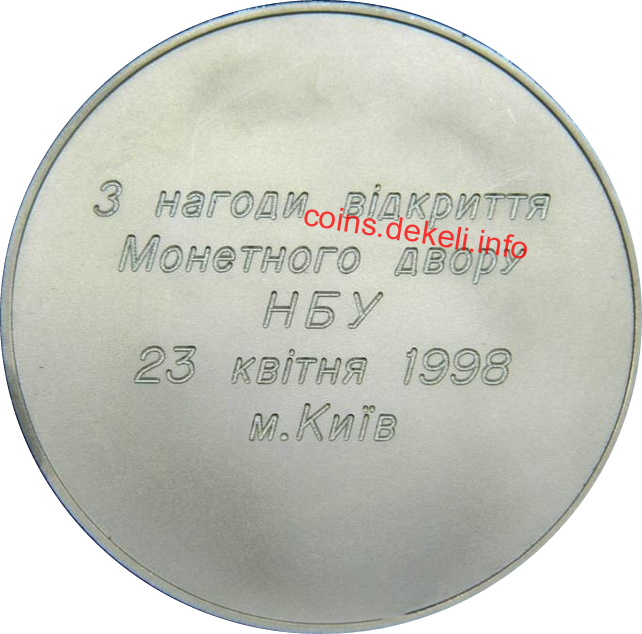 З нагоди відкриття
coins.dekeli.info
Монетного двору
НБУ
23 квітня 1998
м.Київ